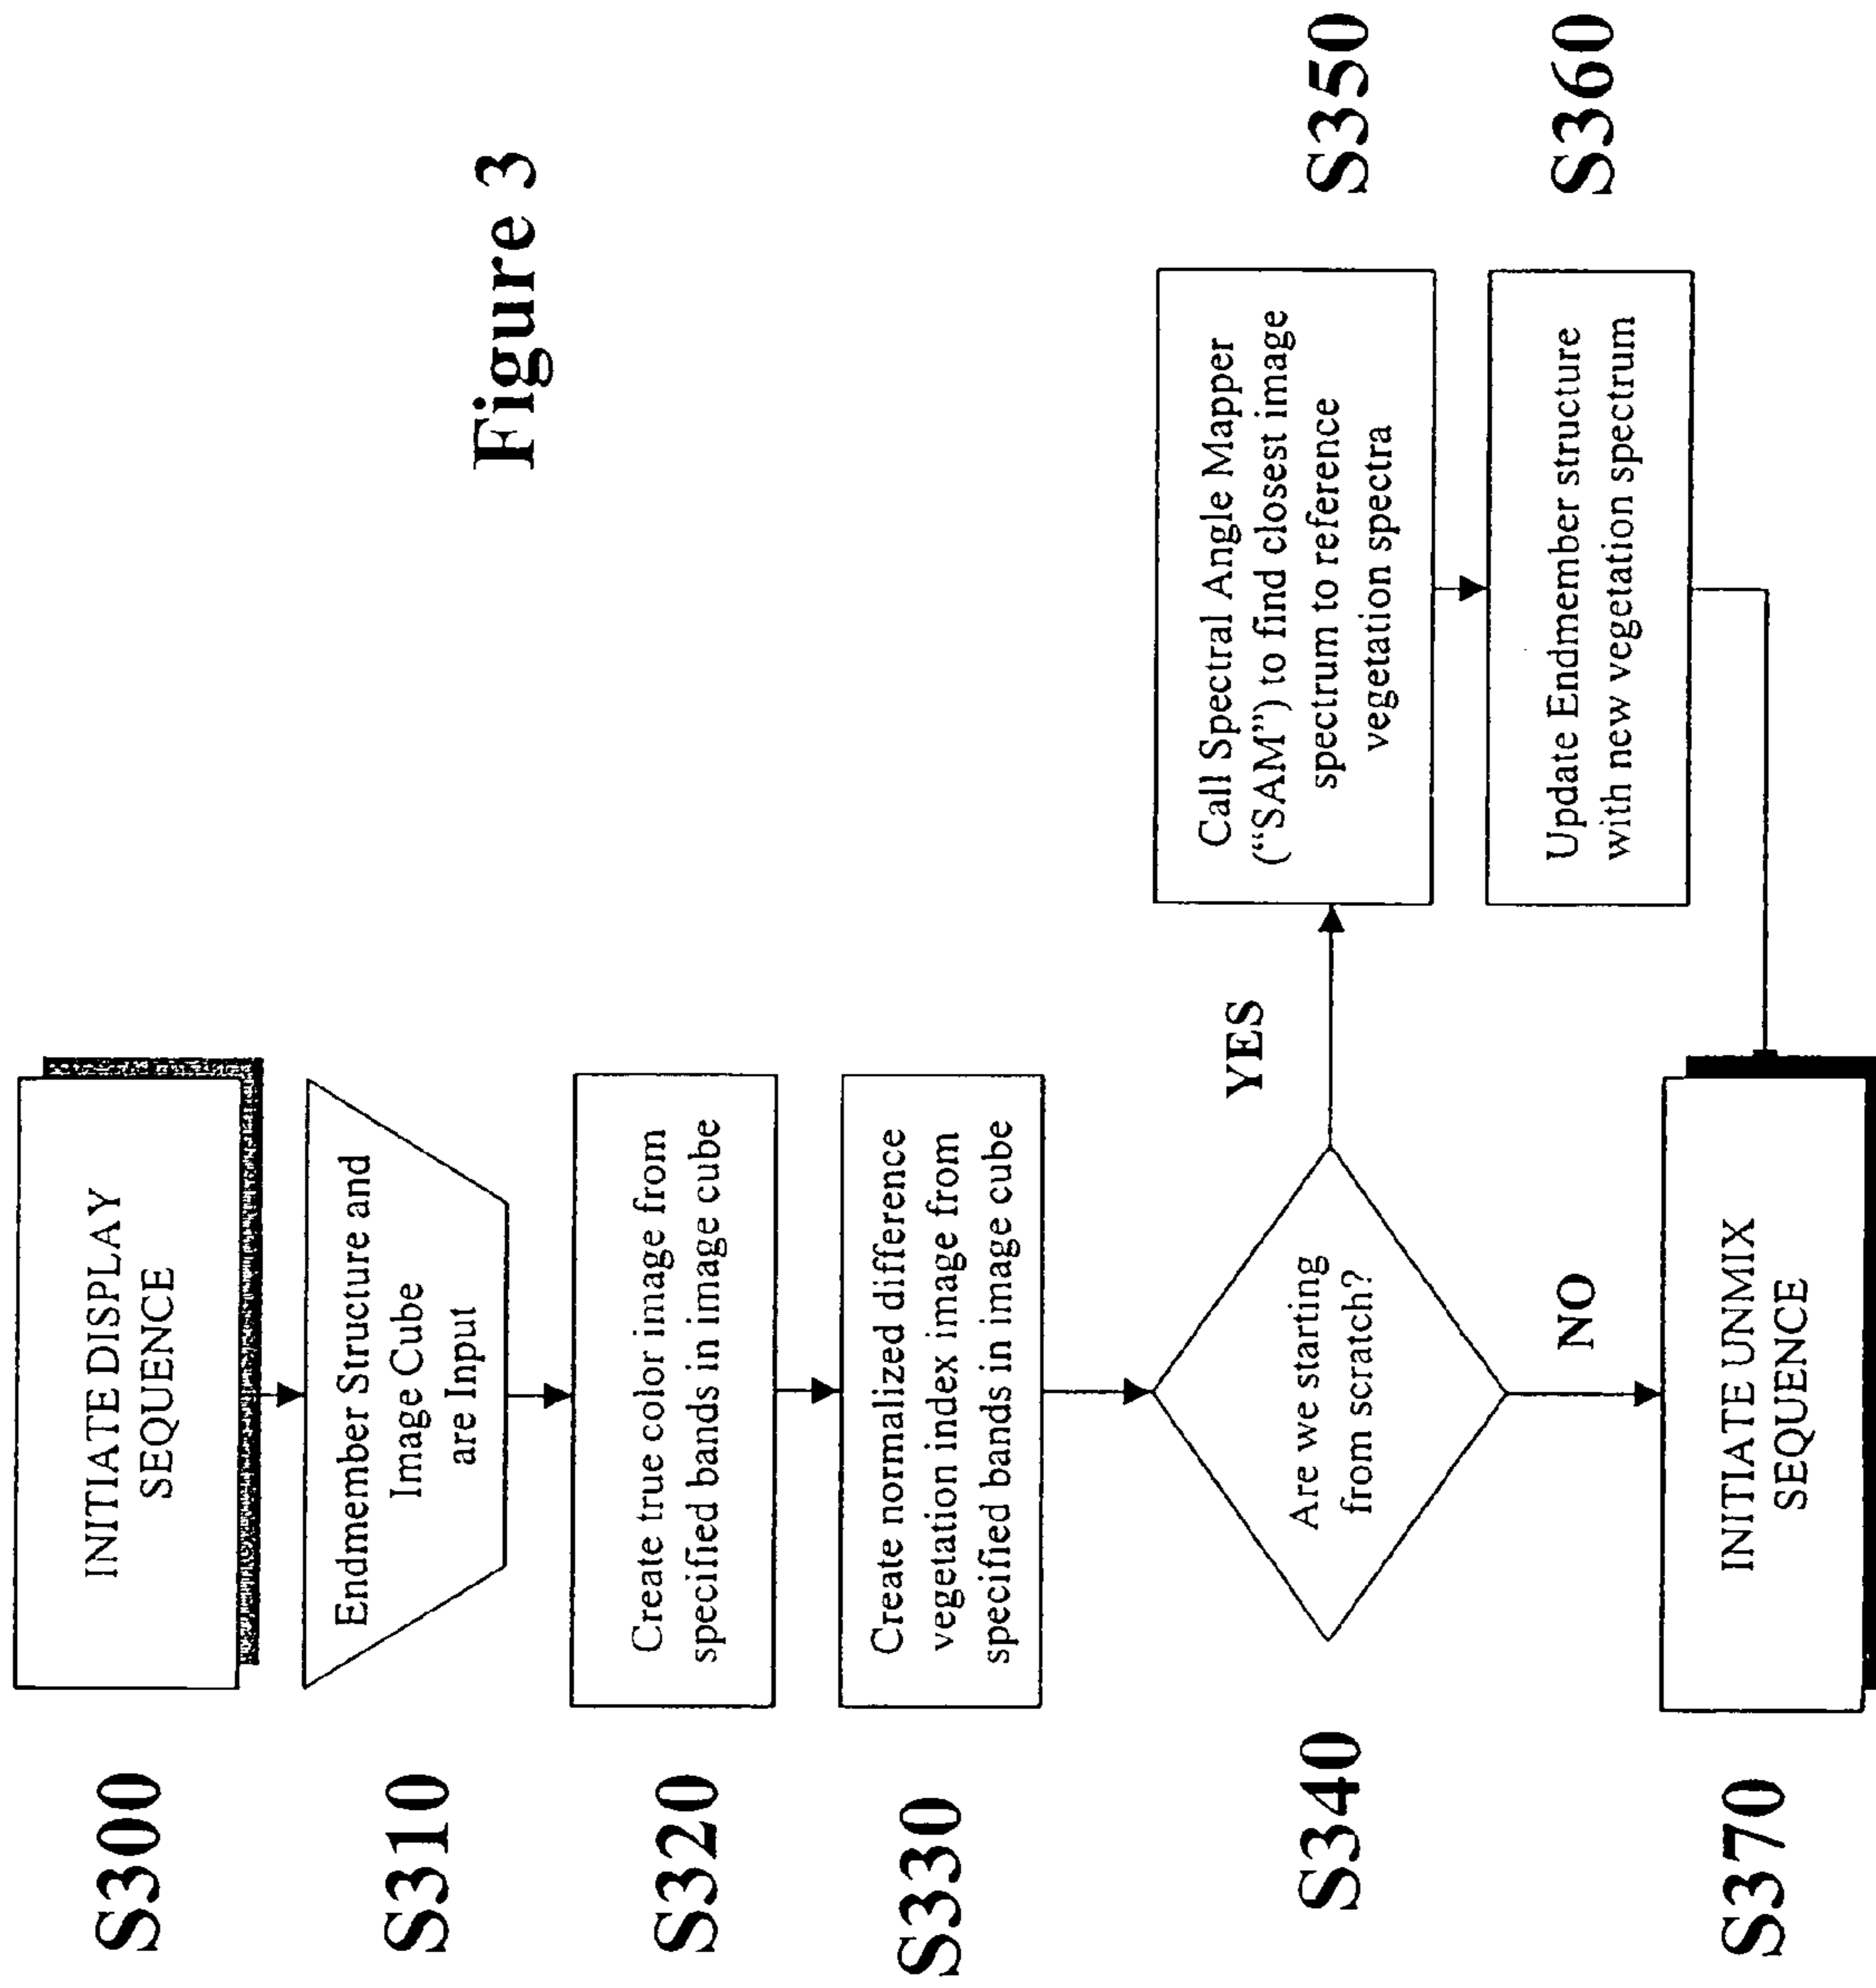 Figure 3
S300
INITIATE DISPLAY
SEQUENCE
S310
Endmember Structure and
Image Cube
are Input
S320
Create true color image from
specified bands in image cube
S330
Create normalized difference
vegetation index image from
specified bands in image cube
S340
Are we starting
from scratch?
YES
NO
Call Spectral Angle Mapper
(“SAM”) to find closest image
spectrum to reference
vegetation spectra
S350
Update Endmember structure
with new vegetation spectrum
S360
S370
INITIATE UNMIX
SEQUENCE